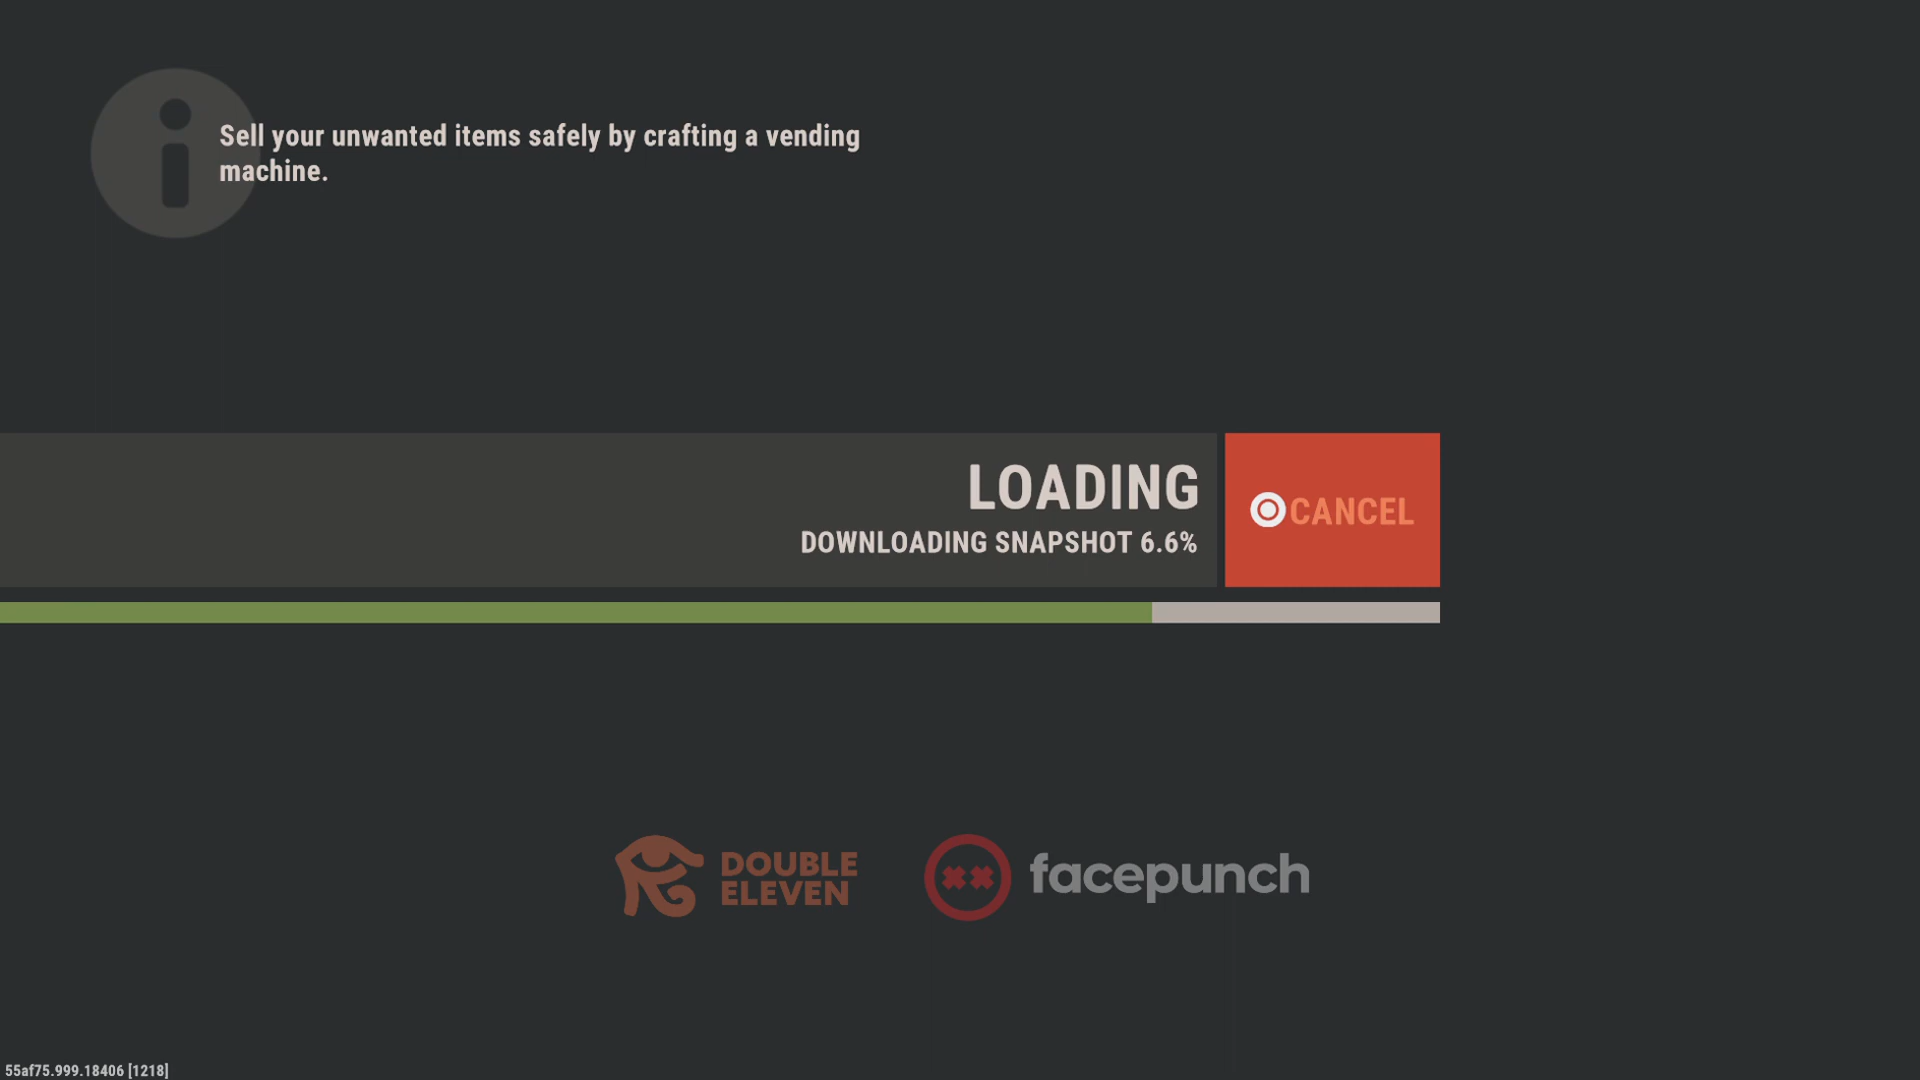 Sell your unwanted items safely by crafting a vending
machine.
LOADING
DOWNLOADING SNAPSHOT 6.6%
CANCEL
DOUBLE
ELEVEN
facepunch
55af75.999.18406 [1218]